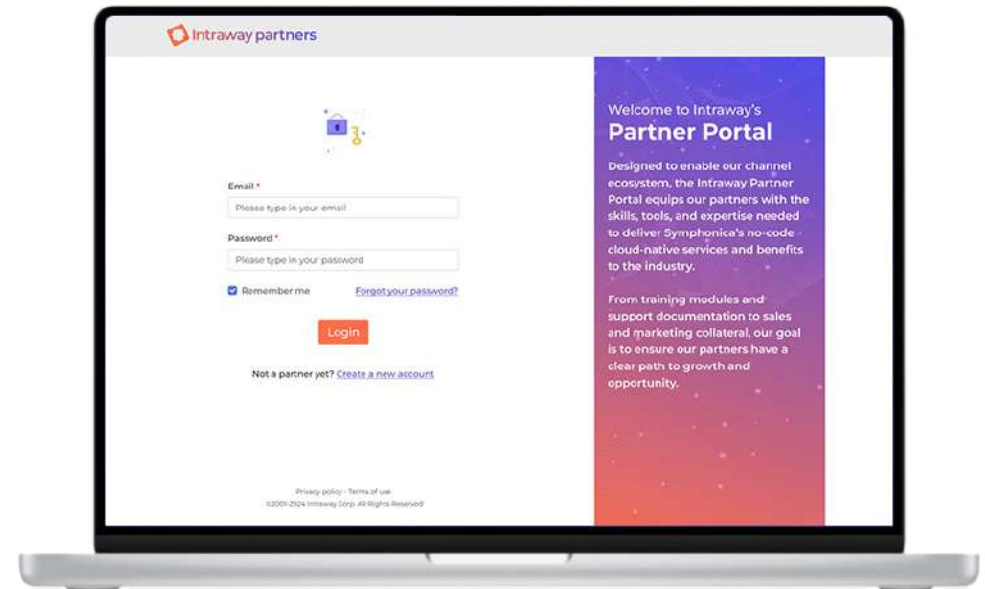 Intraway partners
Email *
Please type in your email
Password *
Please type in your password
Remember me Forgot your password?
Login
Not a partner yet? Create a new account
Privacy policy - Terms of use
©2001-2924 Intraway Corp. All Rights Reserved
Welcome to Intraway's
Partner Portal
Designed to enable our channel
ecosystem, the Intraway Partner
Portal equips our partners with the
skills, tools, and expertise needed
to deliver Symphonica's no-code
cloud-native services and benefits
to the industry.
From training modules and
support documentation to sales
and marketing collateral, our goal
is to ensure our partners have a
clear path to growth and
opportunity.